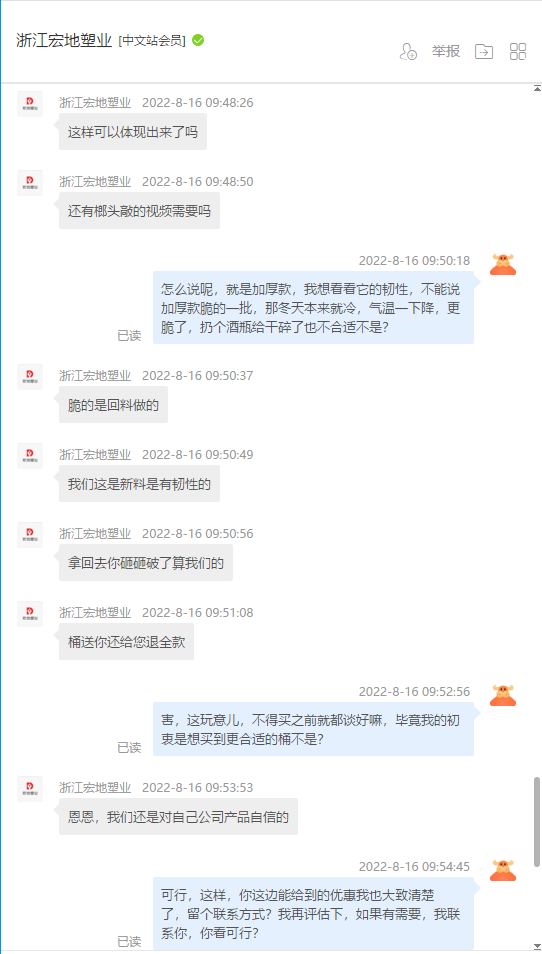 浙江宏地塑业 [中文站会员]
举报
浙江宏地塑业 2022-8-16 09:48:26
这样可以体现出来了吗
浙江宏地塑业 2022-8-16 09:48:50
还有榔头敲的视频需要吗
2022-8-16 09:50:18
怎么说呢，就是加厚款，我想看看它的韧性，不能说
加厚款脆的一批，那冬天本来就冷，气温一下降，更
脆了，扔个酒瓶给干碎了也不合适不是？
已读
浙江宏地塑业 2022-8-16 09:50:37
脆的是回料做的
浙江宏地塑业 2022-8-16 09:50:49
我们这是新料是有韧性的
浙江宏地塑业 2022-8-16 09:50:56
拿回去你砸砸破了算我们的
浙江宏地塑业 2022-8-16 09:51:08
桶送你还给您退全款
2022-8-16 09:52:56
害，这玩意儿，不得买之前就都谈好嘛，毕竟我的初
衷是想买到更合适的桶不是？
已读
浙江宏地塑业 2022-8-16 09:53:53
恩恩，我们还是对自己公司产品自信的
2022-8-16 09:54:45
可行，这样，你这边能给到的优惠我也大致清楚
了，留个联系方式？我再评估下，如果有需要，我联
系你，你看可行？
已读